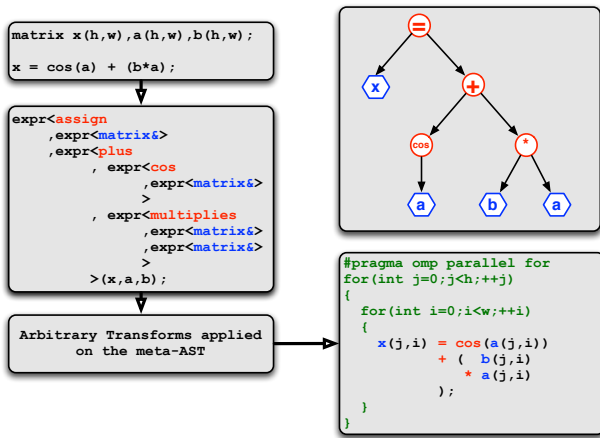 matrix x(h,w),a(h,w),b(h,w);
x = cos(a) + (b*a);
expr<assign
,expr<matrix&>
,expr<plus
, expr<cos
,expr<matrix&>
>
, expr<multiplies
,expr<matrix&>
,expr<matrix&>
>
>(x,a,b);
Arbitrary Transforms applied
on the meta-AST
=
x
+
cos
*
a
b
a
#pragma omp parallel for
for(int j=0;j<h;++j)
{
for(int i=0;i<w;++i)
{
x(j,i) = cos(a(j,i))
+ ( b(j,i)
* a(j,i)
);
}
}